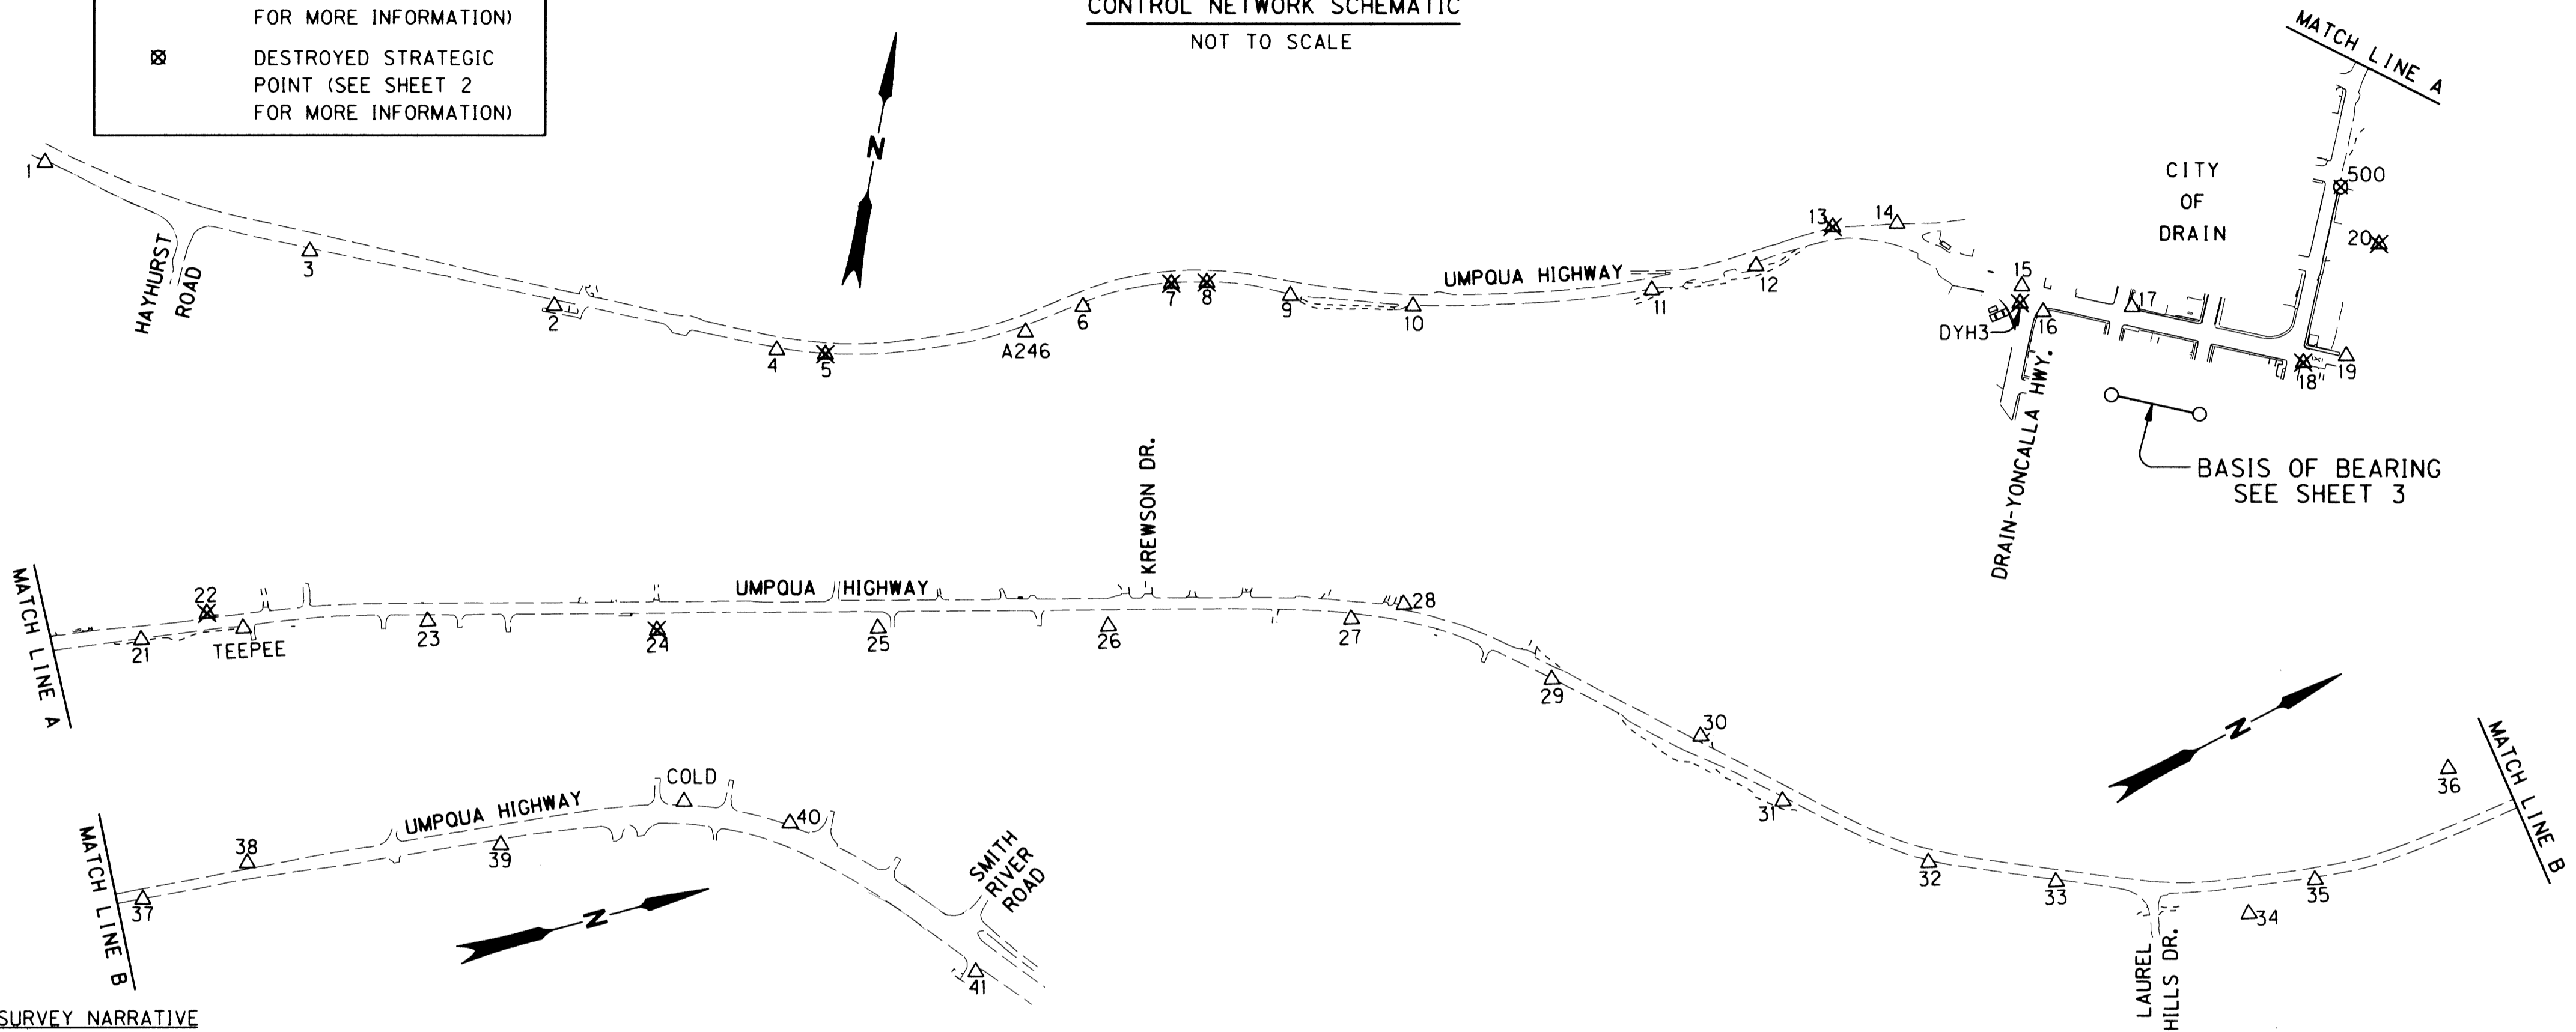 FOR MORE INFORMATION)
DESTROYED STRATEGIC
POINT (SEE SHEET 2
FOR MORE INFORMATION)
CONTROL NETWORK SCHEMATIC
NOT TO SCALE
MATCH LINE A
N
1
HAYHURST
ROAD
3
2
4
5
A246
6
7
8
9
10
UMPQUA HIGHWAY
11
12
13
14
CITY
OF
DRAIN
500
20
15
DYH3
16
17
18
19
DRAIN-YONCALLA HWY.
BASIS OF BEARING
SEE SHEET 3
MATCH LINE A
21
22
TEEPEE
23
24
UMPQUA HIGHWAY
25
26
KREWSON DR.
27
28
29
30
31
32
33
LAUREL
HILLS DR.
34
35
36
N
MATCH LINE B
MATCH LINE B
37
38
UMPQUA HIGHWAY
39
COLD
40
N
SMITH
RIVER
ROAD
41
SURVEY NARRATIVE